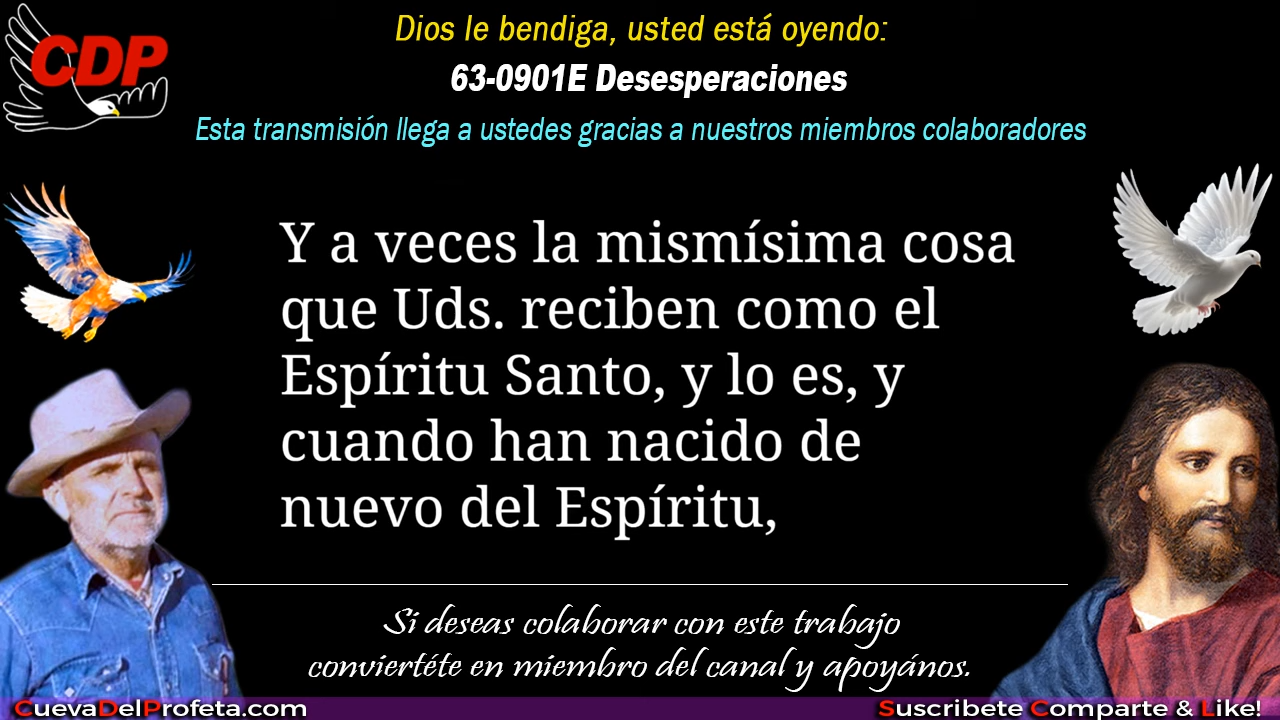 CDP
Dios le bendiga, usted está oyendo:
63-0901E Desesperaciones
Esta transmisión llega a ustedes gracias a nuestros miembros colaboradores
Y a veces la mismísima cosa
que Uds. reciben como el
Espíritu Santo, y lo es, y
cuando han nacido de
nuevo del Espíritu,
Si deseas colaborar con este trabajo
conviertéte en miembro del canal y apoyános.
CuevaDelProfeta.com
Suscribete Comparte & Like!